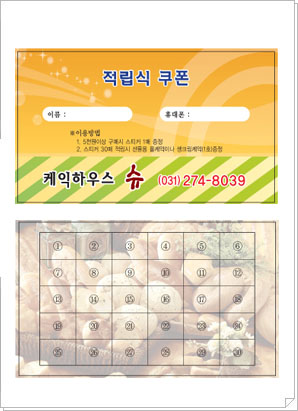 적립식 쿠폰
이름 :
휴대폰 :
※이용방법
1. 5천원이상 구매시 스티커 1매 증정
2. 스티커 30매 적립시 선물용 롤케익이나 생크림케익(1호)증정
케익하우스 슈 (031) 274-8039
① ② ③ ④ ⑤ ⑥
⑦ ⑧ ⑨ ⑩ ⑪ ⑫
⑬ ⑭ ⑮ ⑯ ⑰ ⑱
⑲ ⑳ ㉑ ㉒ ㉓ ㉔
㉕ ㉖ ㉗ ㉘ ㉙ ㉚